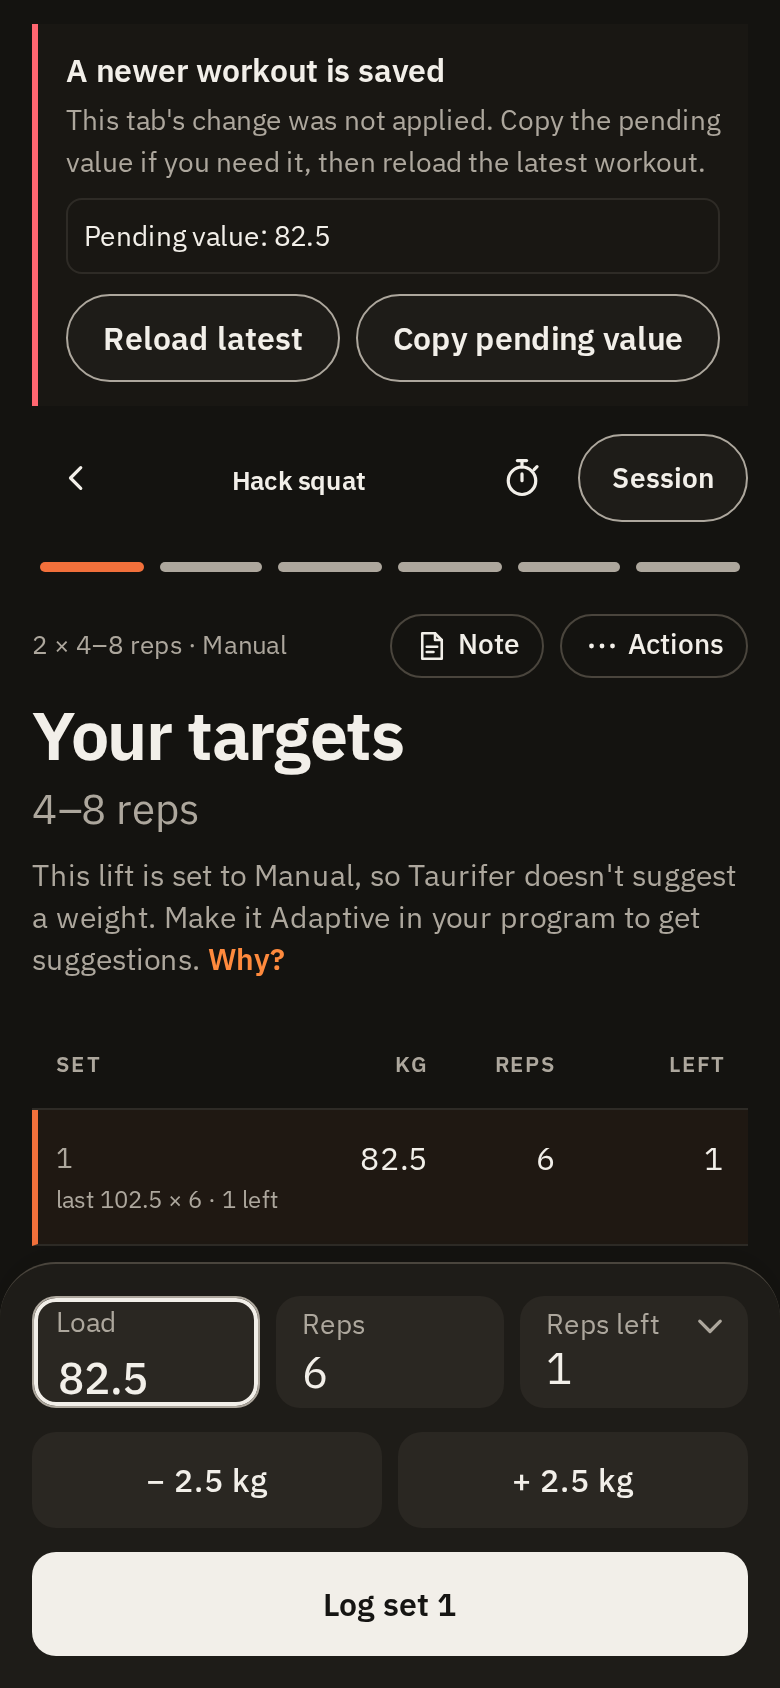 A newer workout is saved
This tab's change was not applied. Copy the pending
value if you need it, then reload the latest workout.
Pending value: 82.5
Reload latest
Copy pending value
Hack squat
Session
2 × 4–8 reps · Manual
Note
··· Actions
Your targets
4–8 reps
This lift is set to Manual, so Taurifer doesn't suggest
a weight. Make it Adaptive in your program to get
suggestions. Why?
SET KG REPS LEFT
1 82.5 6 1
last 102.5 × 6 · 1 left
Load
82.5
Reps
6
Reps left
1
− 2.5 kg
+ 2.5 kg
Log set 1